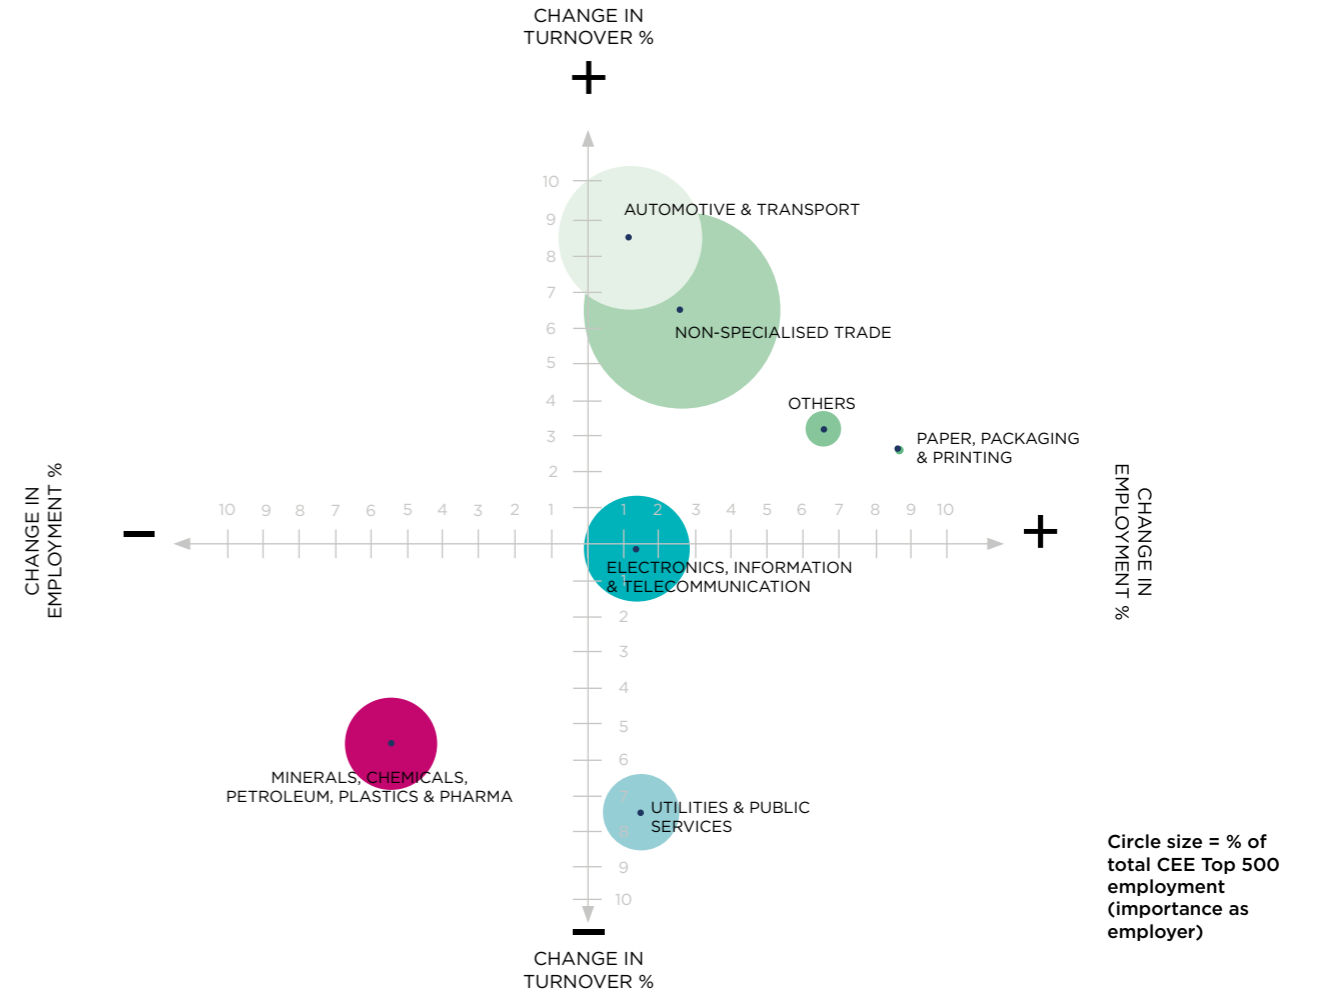 CHANGE IN
TURNOVER %
+
10
9
8
7
6
5
4
3
2
AUTOMOTIVE & TRANSPORT
NON-SPECIALISED TRADE
OTHERS
PAPER, PACKAGING
& PRINTING
CHANGE IN
EMPLOYMENT %
−
10 9 8 7 6 5 4 3 2 1 1 2 3 4 5 6 7 8 9 10
+
CHANGE IN
EMPLOYMENT %
ELECTRONICS, INFORMATION
& TELECOMMUNICATION
1
2
3
4
5
6
7
8
9
10
MINERALS, CHEMICALS,
PETROLEUM, PLASTICS & PHARMA
UTILITIES & PUBLIC
SERVICES
−
CHANGE IN
TURNOVER %
Circle size = % of
total CEE Top 500
employment
(importance as
employer)